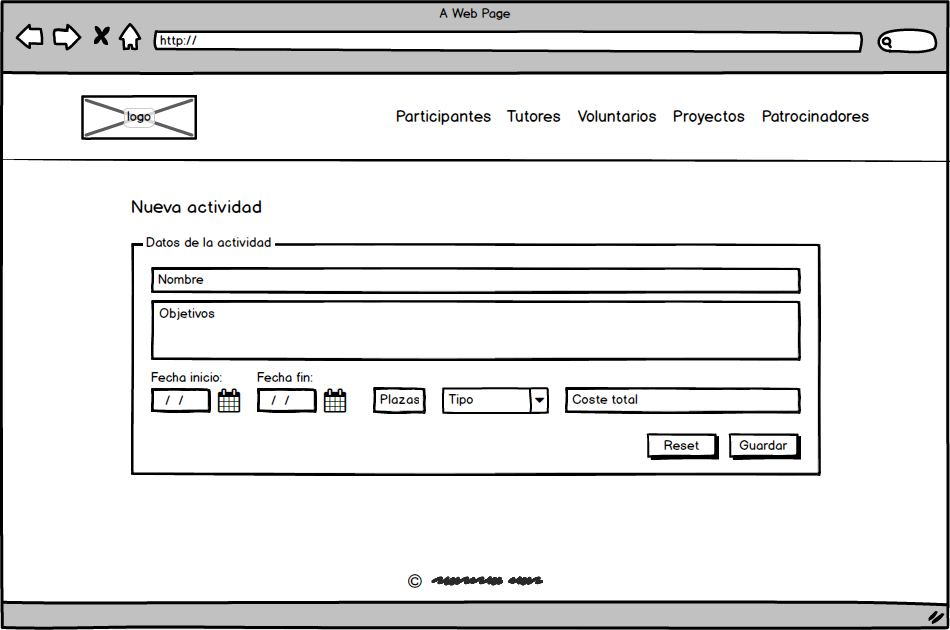 A Web Page
http://
logo
Participantes Tutores Voluntarios Proyectos Patrocinadores
Nueva actividad
Datos de la actividad
Nombre
Objetivos
Fecha inicio: Fecha fin:
/ / / / Plazas Tipo Coste total
Reset Guardar
©